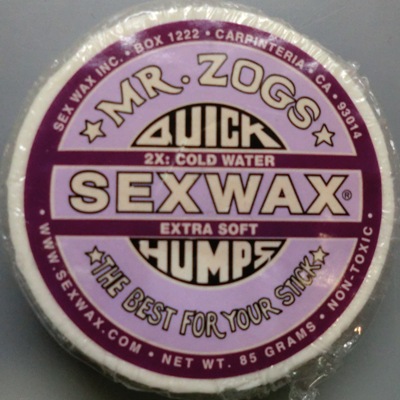 SEX WAX INC. • BOX 1222 • CARPINTERIA • CA • 93014
MR. ZOGS
QUICK
2X: COLD WATER
SEXWAX®
EXTRA SOFT
HUMPS
THE BEST FOR YOUR STICK
• WWW.SEXWAX.COM • NET WT. 85 GRAMS • NON-TOXIC •